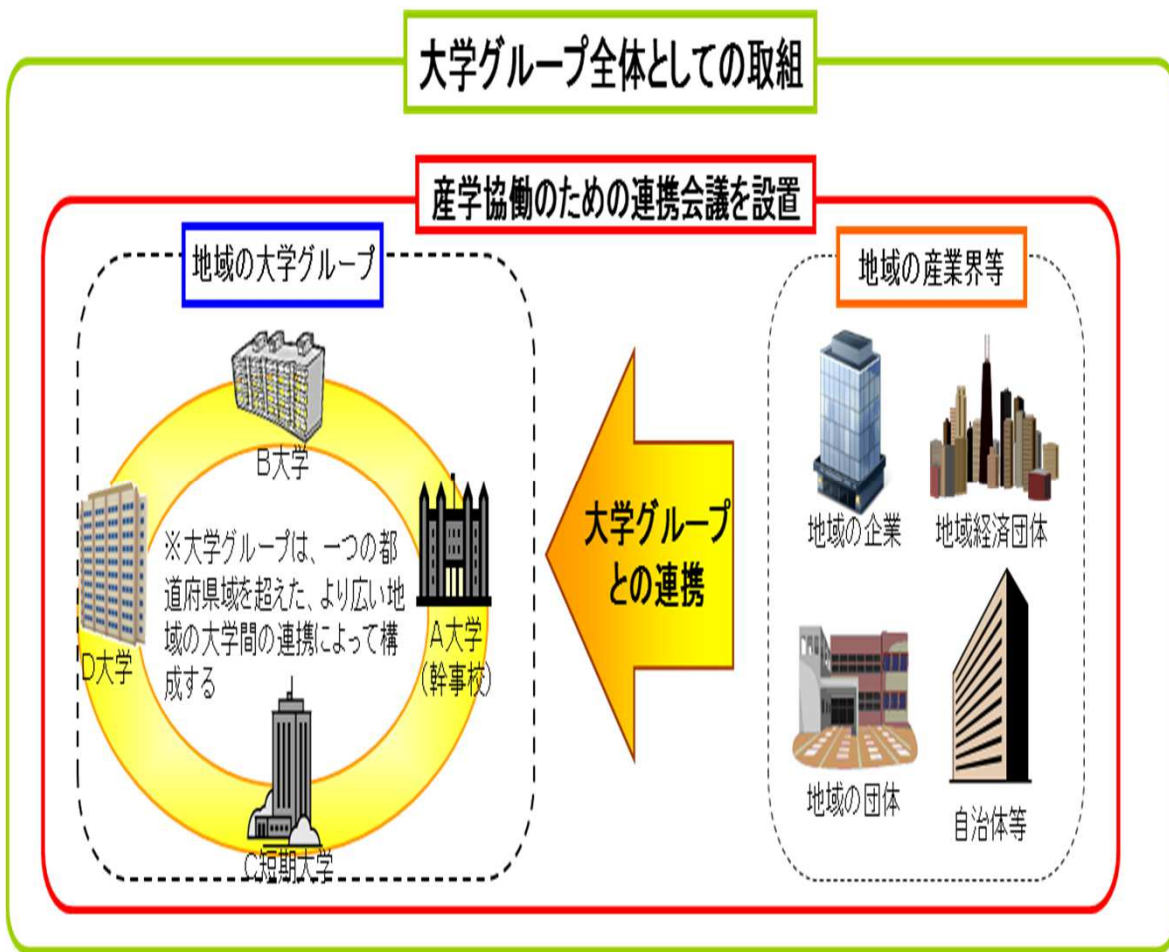 大学グループ全体としての取組
産学協働のための連携会議を設置
地域の大学グループ
B大学
※大学グループは、一つの都
道府県域を超えた、より広い地
域の大学間の連携によって構
成する
A大学
(幹事校)
D大学
C短期大学
大学グループ
との連携
地域の産業界等
地域の企業
地域経済団体
地域の団体
自治体等